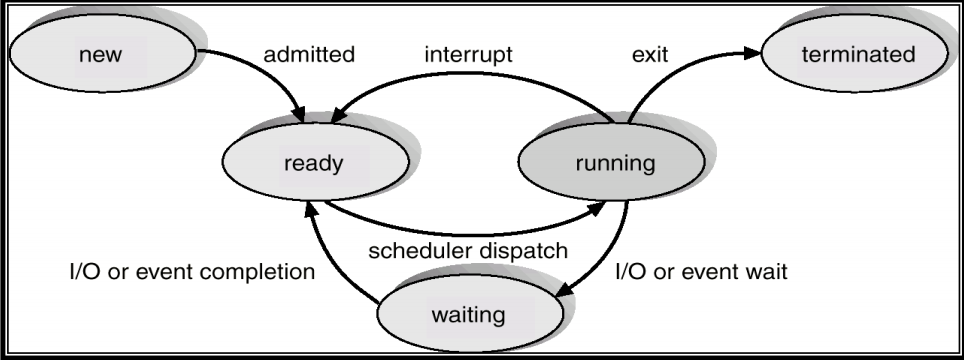 new
admitted
interrupt
exit
terminated
ready
running
scheduler dispatch
I/O or event completion
I/O or event wait
waiting